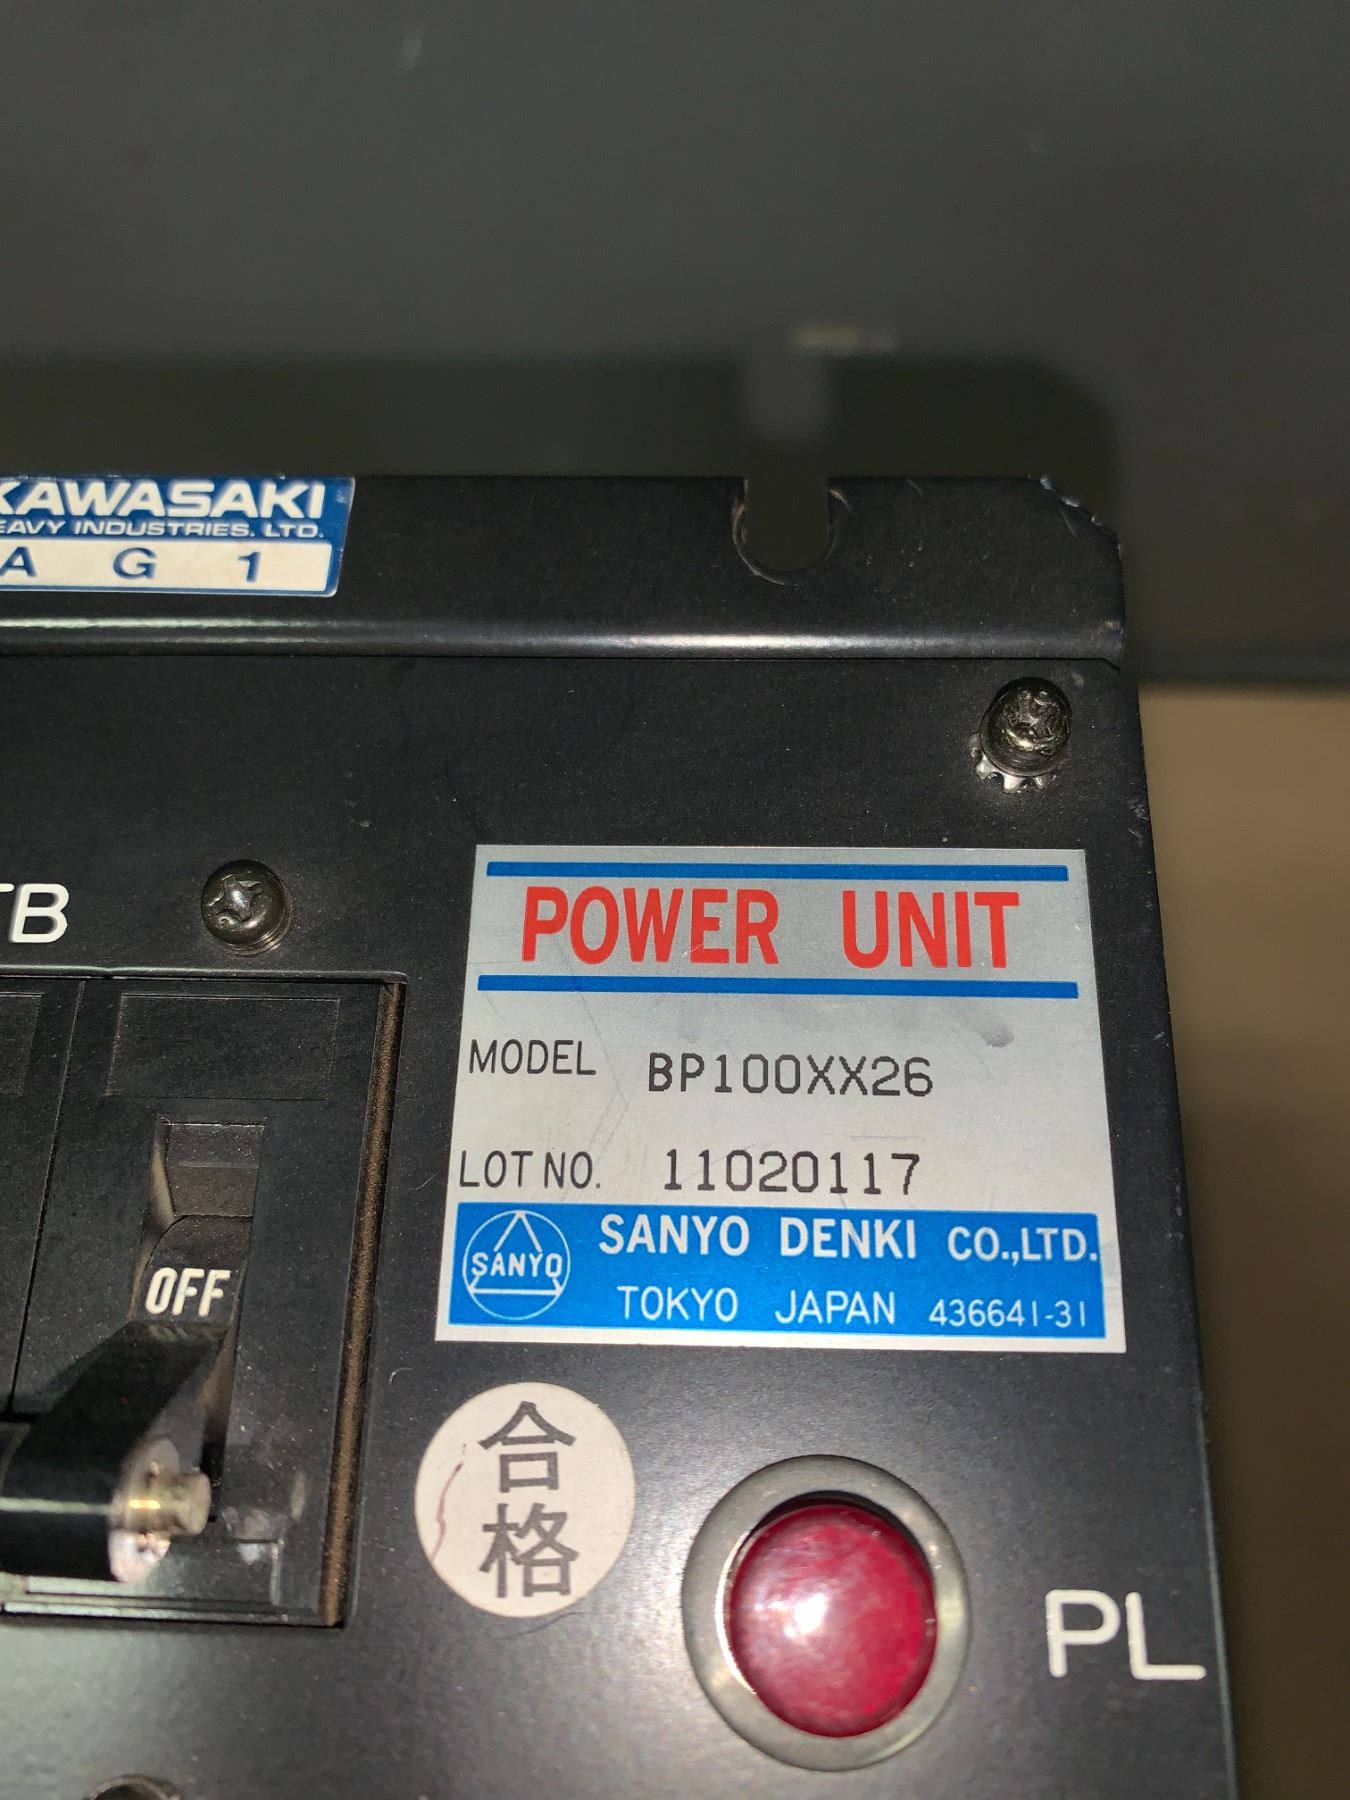 KAWASAKI
EAVY INDUSTRIES. LTD.
A G 1
TB
POWER UNIT
MODEL BP100XX26
LOT NO. 11020117
SANYO
SANYO DENKI CO.,LTD.
TOKYO JAPAN 436641-31
OFF
合
格
PL